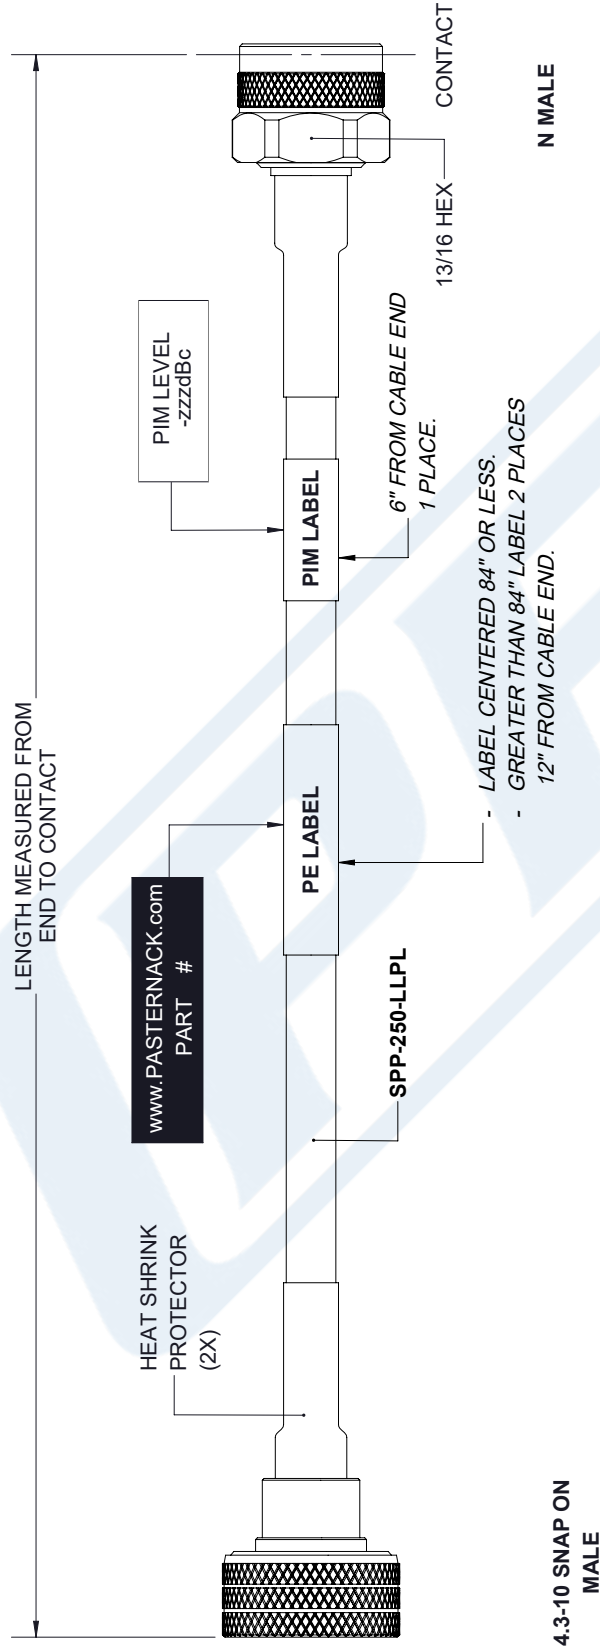 LENGTH MEASURED FROM
END TO CONTACT
HEAT SHRINK
PROTECTOR
(2X)
www.PASTERNACK.com
PART #
PIM LEVEL
-zzzdBc
PE LABEL
PIM LABEL
SPP-250-LLPL
- LABEL CENTERED 84" OR LESS.
- GREATER THAN 84" LABEL 2 PLACES
12" FROM CABLE END.
6" FROM CABLE END
1 PLACE.
13/16 HEX
CONTACT
4.3-10 SNAP ON
MALE
N MALE